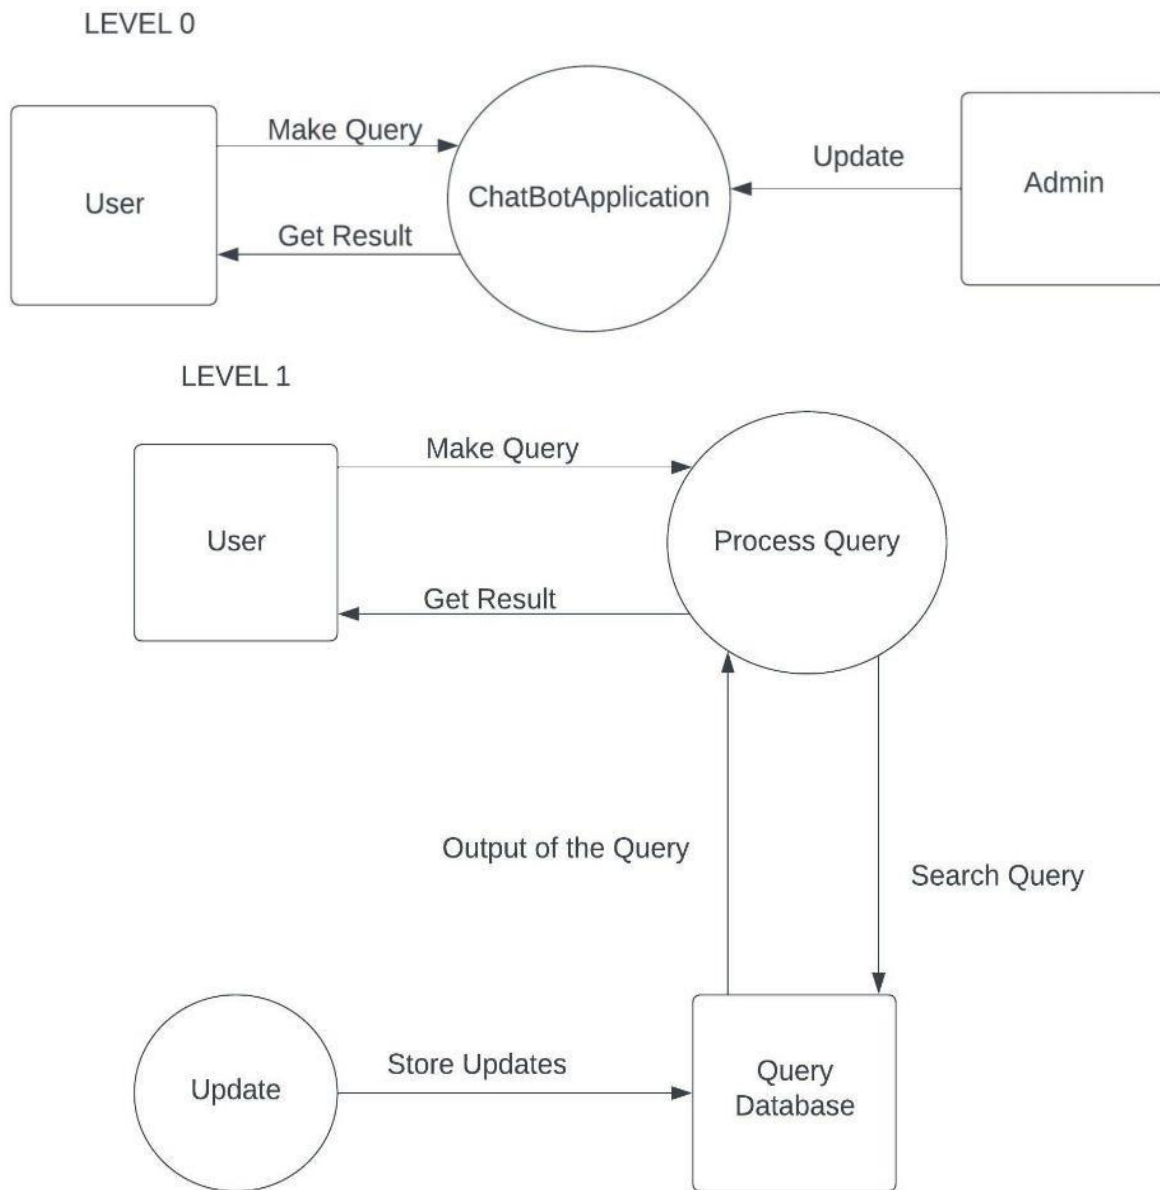 LEVEL 0
Make Query
User
Get Result
ChatBotApplication
Update
Admin
LEVEL 1
Make Query
User
Get Result
Process Query
Output of the Query
Search Query
Update
Store Updates
Query
Database